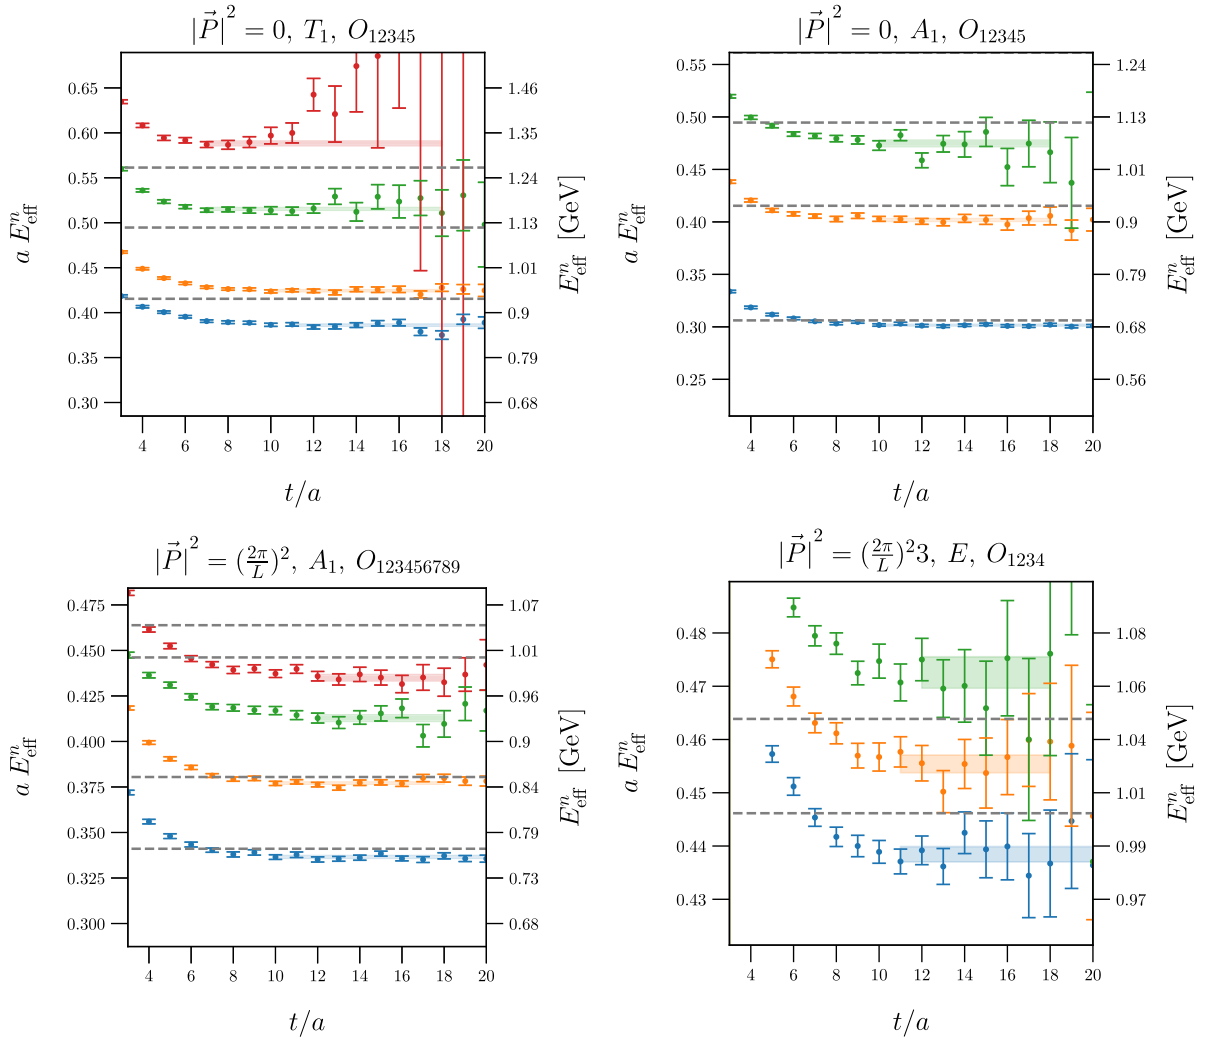 |P⃗|² = 0, T₁, O₁₂₃₄₅
0.65
0.60
0.55
0.50
0.45
0.40
0.35
0.30
a Eⁿ_eff
1.46
1.35
1.24
1.13
1.01
0.9
0.79
0.68
Eⁿ_eff [GeV]
4 6 8 10 12 14 16 18 20
t/a
|P⃗|² = 0, A₁, O₁₂₃₄₅
0.55
0.50
0.45
0.40
0.35
0.30
0.25
a Eⁿ_eff
1.24
1.13
1.01
0.9
0.79
0.68
0.56
Eⁿ_eff [GeV]
4 6 8 10 12 14 16 18 20
t/a
|P⃗|² = (2π/L)², A₁, O₁₂₃₄₅₆₇₈₉
0.475
0.450
0.425
0.400
0.375
0.350
0.325
0.300
a Eⁿ_eff
1.07
1.01
0.96
0.9
0.84
0.79
0.73
0.68
Eⁿ_eff [GeV]
4 6 8 10 12 14 16 18 20
t/a
|P⃗|² = (2π/L)²3, E, O₁₂₃₄
0.48
0.47
0.46
0.45
0.44
0.43
a Eⁿ_eff
1.08
1.06
1.04
1.01
0.99
0.97
Eⁿ_eff [GeV]
4 6 8 10 12 14 16 18 20
t/a